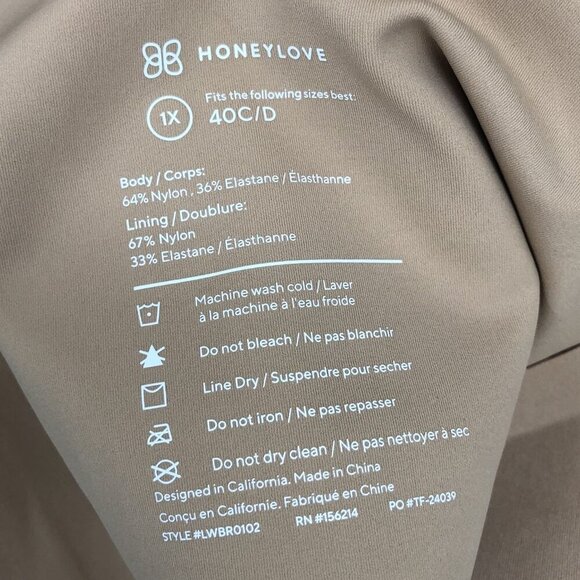 HONEYLOVE
1X
Fits the following sizes best:
40C/D
Body / Corps:
64% Nylon , 36% Elastane / Élasthanne
Lining / Doublure:
67% Nylon
33% Elastane / Élasthanne
Machine wash cold / Laver
à la machine à l'eau froide
Do not bleach / Ne pas blanchir
Line Dry / Suspendre pour secher
Do not iron / Ne pas repasser
Do not dry clean / Ne pas nettoyer à sec
Designed in California. Made in China
Conçu en Californie. Fabriqué en Chine
STYLE #LWBR0102 RN #156214 PO #TF-24039